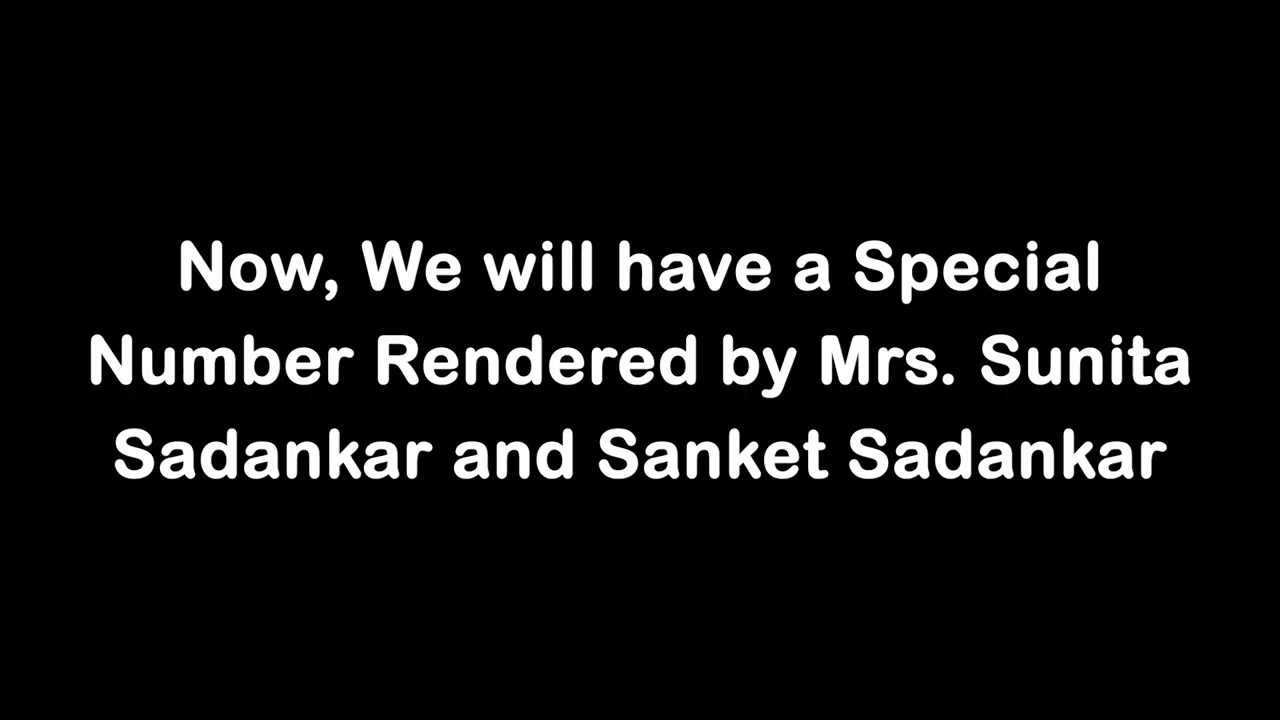 Now, We will have a Special
Number Rendered by Mrs. Sunita
Sadankar and Sanket Sadankar